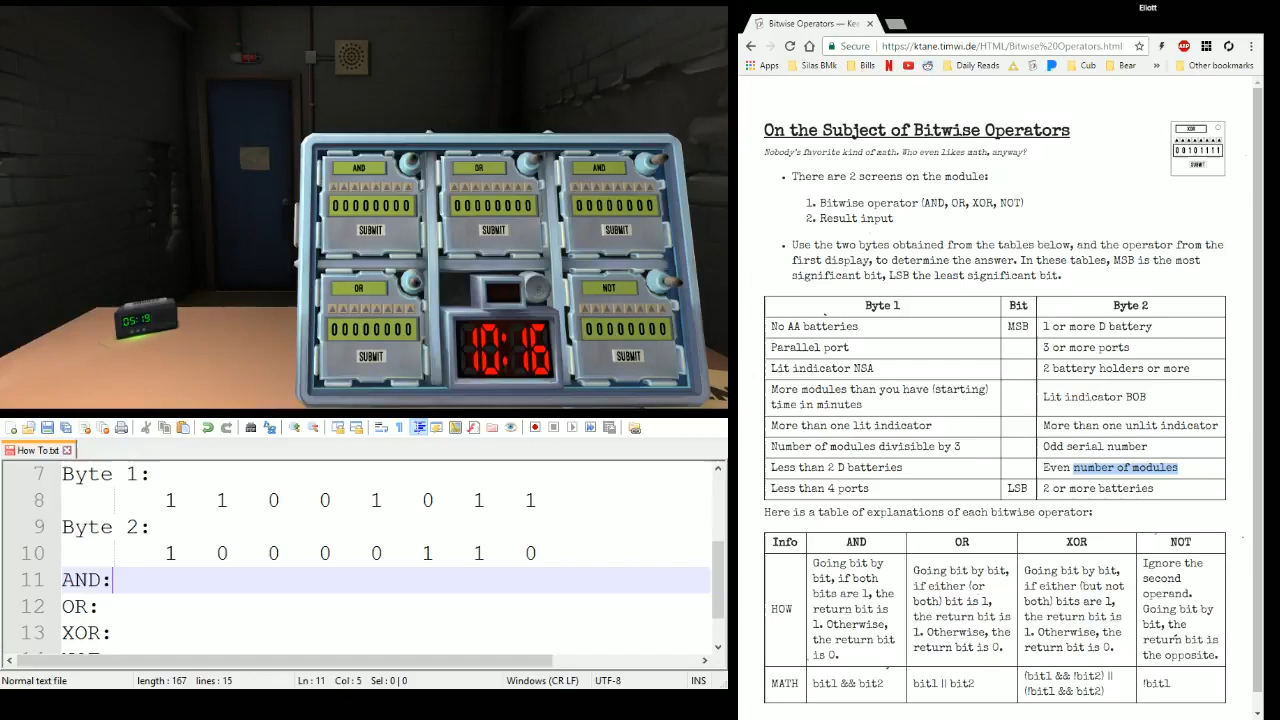 Eliott
Bitwise Operators — Kee
Secure https://ktane.timwi.de/HTML/Bitwise%20Operators.html
ABP
Apps Silas BMk Bills Daily Reads Cub Bear » Other bookmarks
AND OR AND
00000000 00000000 00000000
SUBMIT SUBMIT SUBMIT
OR NOT
00000000 00000000
SUBMIT SUBMIT
10:16
05:19
On the Subject of Bitwise Operators
XOR
00101111
SUBMIT
Nobody's favorite kind of math. Who even likes math, anyway?
• There are 2 screens on the module:
1. Bitwise operator (AND, OR, XOR, NOT)
2. Result input
• Use the two bytes obtained from the tables below, and the operator from the
first display, to determine the answer. In these tables, MSB is the most
significant bit, LSB the least significant bit.
Byte 1 Bit Byte 2
No AA batteries MSB 1 or more D battery
Parallel port 3 or more ports
Lit indicator NSA 2 battery holders or more
More modules than you have (starting)
time in minutes Lit indicator BOB
More than one lit indicator More than one unlit indicator
Number of modules divisible by 3 Odd serial number
Less than 2 D batteries Even number of modules
Less than 4 ports LSB 2 or more batteries
Here is a table of explanations of each bitwise operator:
Info AND OR XOR NOT
HOW
Going bit by
bit, if both
bits are 1, the
return bit is
1. Otherwise,
the return bit
is 0.
Going bit by bit,
if either (or
both) bit is 1,
the return bit is
1. Otherwise, the
return bit is 0.
Going bit by bit,
if either (but not
both) bits are 1,
the return bit is
1. Otherwise, the
return bit is 0.
Ignore the
second
operand.
Going bit by
bit, the
return bit is
the opposite.
MATH bit1 && bit2 bit1 || bit2
(bit1 && !bit2) ||
(!bit1 && bit2)
!bit1
How To.txt
7 Byte 1:
8 1 1 0 0 1 0 1 1
9 Byte 2:
10 1 0 0 0 0 1 1 0
11 AND:
12 OR:
13 XOR:
Normal text file length : 167 lines : 15 Ln : 11 Col : 5 Sel : 0 | 0 Windows (CR LF) UTF-8 INS